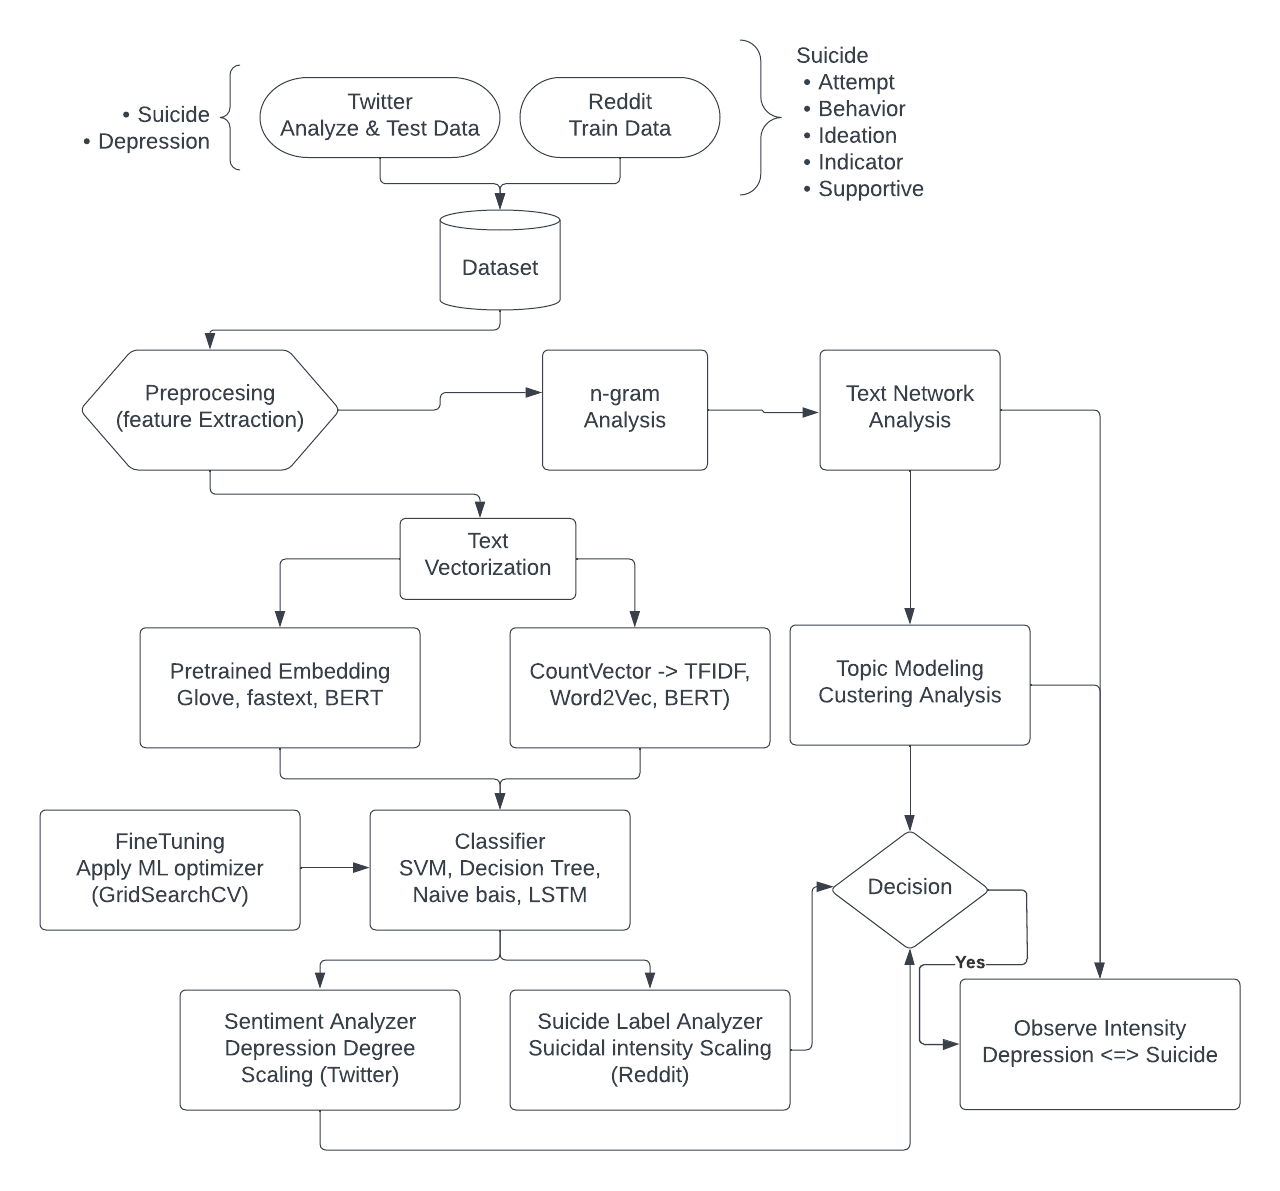 • Suicide
• Depression
Twitter
Analyze & Test Data
Reddit
Train Data
Suicide
• Attempt
• Behavior
• Ideation
• Indicator
• Supportive
Dataset
Preprocesing
(feature Extraction)
n-gram
Analysis
Text Network
Analysis
Text
Vectorization
Pretrained Embedding
Glove, fastext, BERT
CountVector -> TFIDF,
Word2Vec, BERT)
Topic Modeling
Custering Analysis
FineTuning
Apply ML optimizer
(GridSearchCV)
Classifier
SVM, Decision Tree,
Naive bais, LSTM
Decision
Yes
Sentiment Analyzer
Depression Degree
Scaling (Twitter)
Suicide Label Analyzer
Suicidal intensity Scaling
(Reddit)
Observe Intensity
Depression <=> Suicide